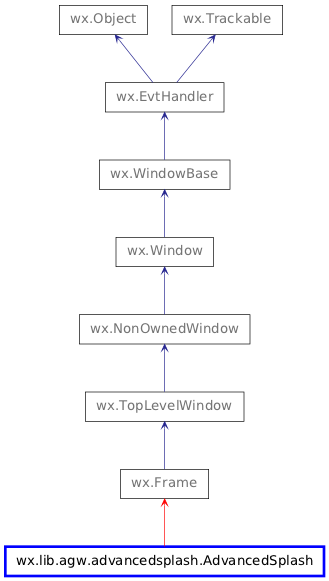 wx.Object
wx.Trackable
wx.EvtHandler
wx.WindowBase
wx.Window
wx.NonOwnedWindow
wx.TopLevelWindow
wx.Frame
wx.lib.agw.advancedsplash.AdvancedSplash